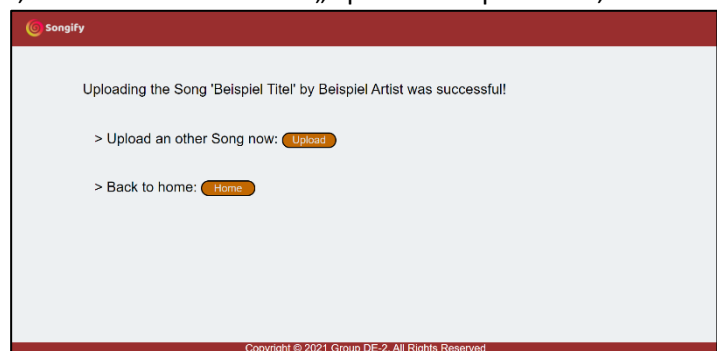 Songify
Uploading the Song 'Beispiel Titel' by Beispiel Artist was successful!
> Upload an other Song now: Upload
> Back to home: Home
Copyright © 2021 Group DE-2. All Rights Reserved